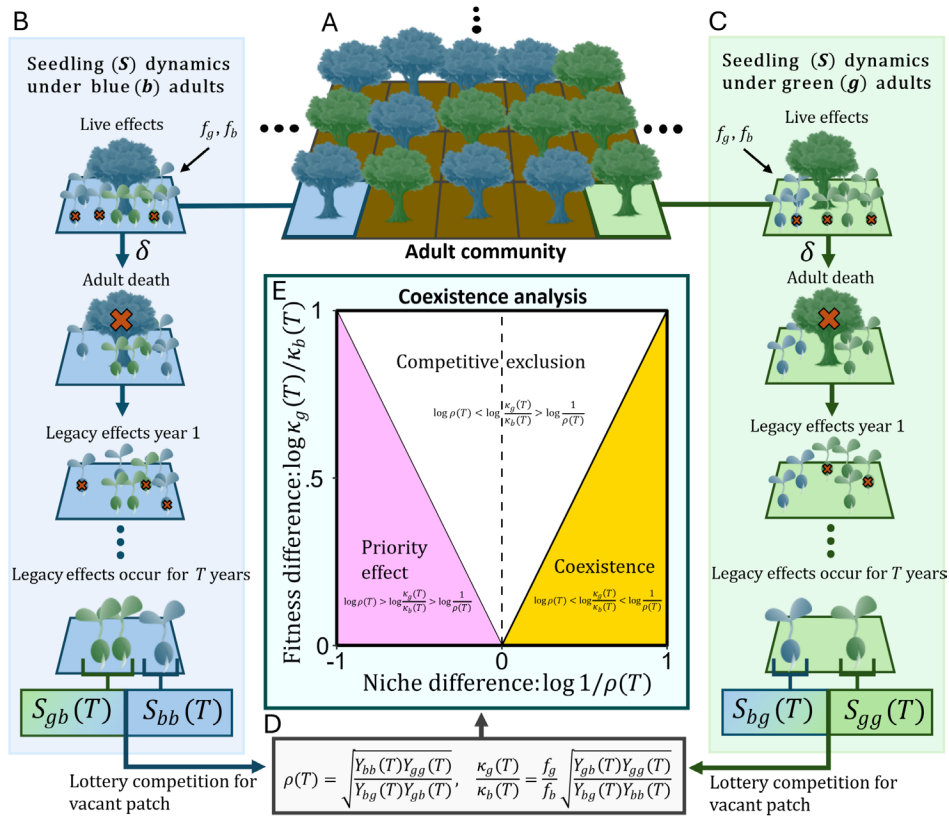 B
Seedling (S) dynamics
under blue (b) adults
Live effects
f_g, f_b
δ
Adult death
Legacy effects year 1
Legacy effects occur for T years
S_gb(T)
S_bb(T)
Lottery competition for
vacant patch
A
Adult community
C
Seedling (S) dynamics
under green (g) adults
Live effects
f_g, f_b
δ
Adult death
Legacy effects year 1
Legacy effects occur for T years
S_bg(T)
S_gg(T)
Lottery competition for
vacant patch
E
Coexistence analysis
Fitness difference: log κ_g(T)/κ_b(T)
1
.5
0
Competitive exclusion
log ρ(T) < log κ_g(T)/κ_b(T) > log 1/ρ(T)
Priority
effect
log ρ(T) > log κ_g(T)/κ_b(T) > log 1/ρ(T)
Coexistence
log ρ(T) < log κ_g(T)/κ_b(T) < log 1/ρ(T)
-1
0
1
Niche difference: log 1/ρ(T)
D
ρ(T) = √(Y_bb(T)Y_gg(T)/Y_bg(T)Y_gb(T)), κ_g(T)/κ_b(T) = f_g/f_b √(Y_gb(T)Y_gg(T)/Y_bg(T)Y_bb(T))